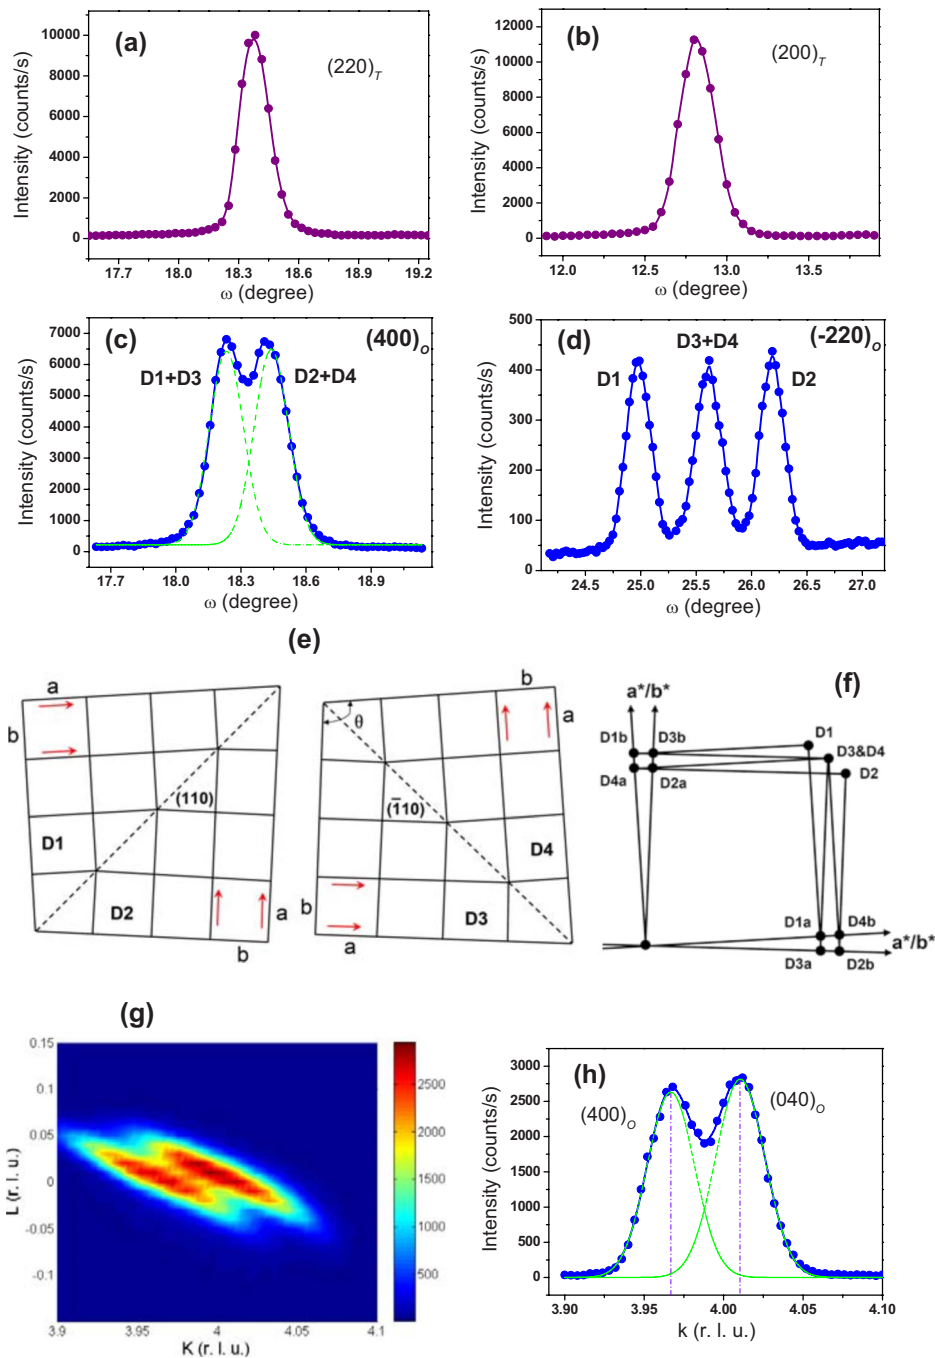 (a)
(220)T
Intensity (counts/s)
10000
8000
6000
4000
2000
0
17.7 18.0 18.3 18.6 18.9 19.2
ω (degree)
(b)
(200)T
Intensity (counts/s)
12000
10000
8000
6000
4000
2000
0
12.0 12.5 13.0 13.5
ω (degree)
(c)
(400)O
D1+D3
D2+D4
Intensity (counts/s)
7000
6000
5000
4000
3000
2000
1000
0
17.7 18.0 18.3 18.6 18.9
ω (degree)
(d)
(-220)O
D3+D4
D1
D2
Intensity (counts/s)
500
400
300
200
100
0
24.5 25.0 25.5 26.0 26.5 27.0
ω (degree)
(e)
a
b
(110)
D1
D2
a
b
b
a
θ
(1̄10)
D4
D3
b
a
(f)
a*/b*
D1b D3b
D1
D3&D4
D4a D2a
D2
D1a D4b
a*/b*
D3a D2b
(g)
0.15
0.1
0.05
0
-0.05
-0.1
L (r. l. u.)
3.9 3.95 4 4.05 4.1
K (r. l. u.)
2500
2000
1500
1000
500
(h)
(400)O
(040)O
Intensity (counts/s)
3000
2500
2000
1500
1000
500
0
3.90 3.95 4.00 4.05 4.10
k (r. l. u.)